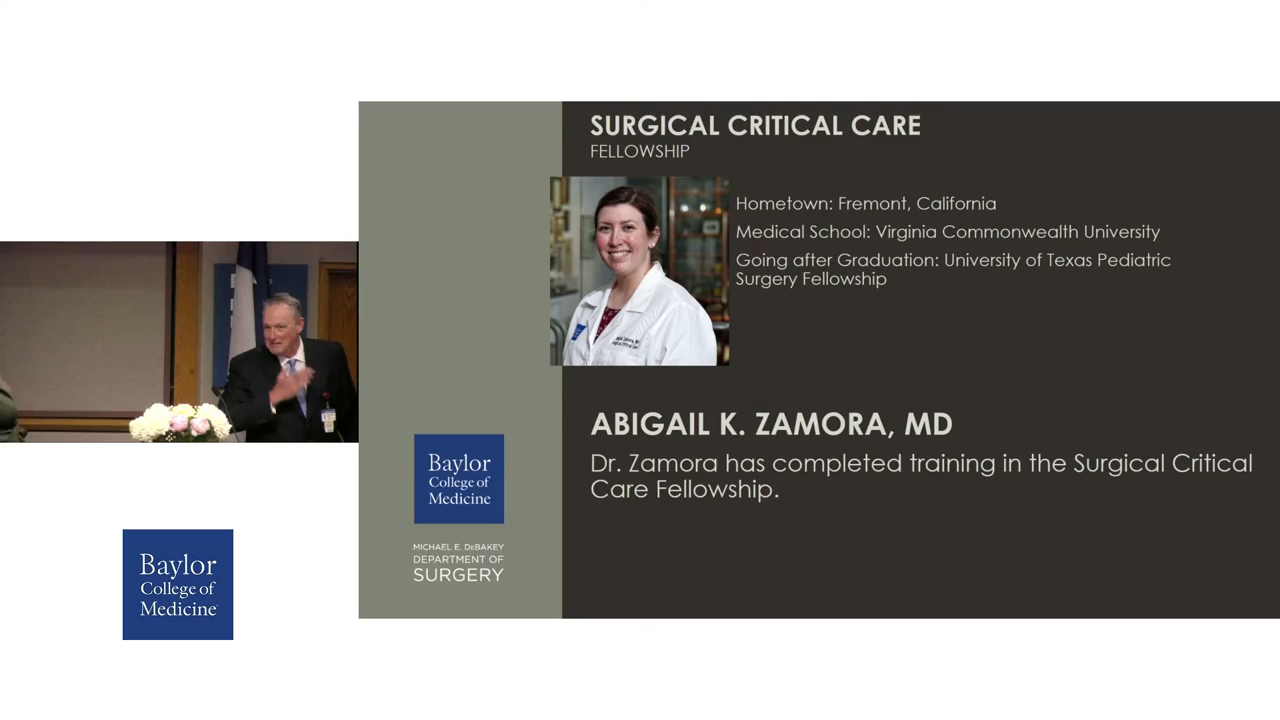 SURGICAL CRITICAL CARE
FELLOWSHIP
Hometown: Fremont, California
Medical School: Virginia Commonwealth University
Going after Graduation: University of Texas Pediatric
Surgery Fellowship
ABIGAIL K. ZAMORA, MD
Dr. Zamora has completed training in the Surgical Critical
Care Fellowship.
Baylor
College of
Medicine
MICHAEL E. DEBAKEY
DEPARTMENT OF
SURGERY
Baylor
College of
Medicine